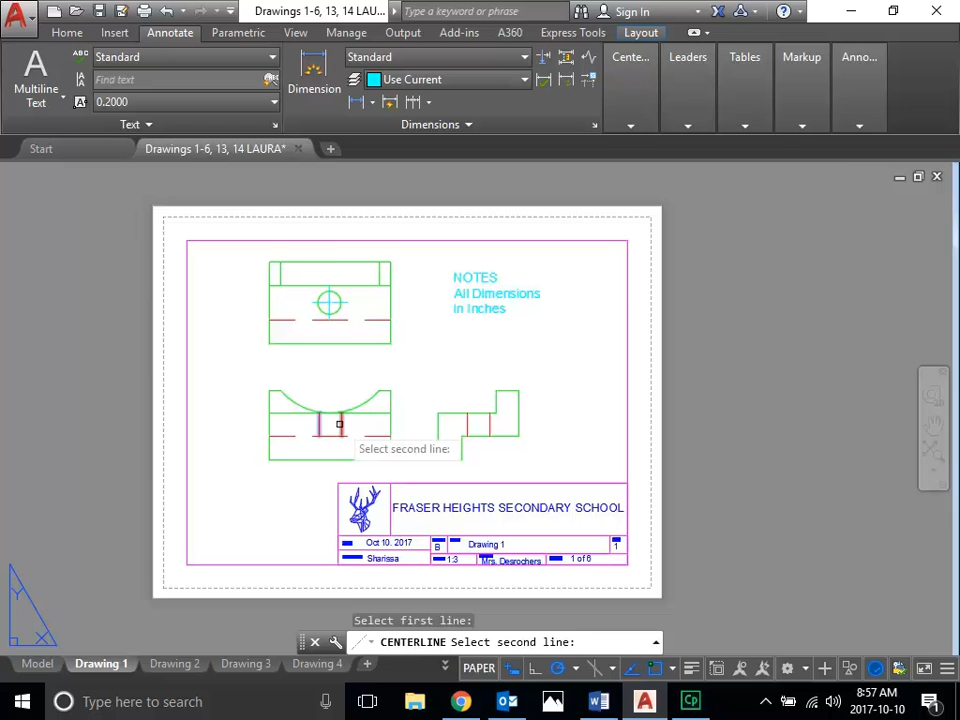 Drawings 1-6, 13, 14 LAU...
Type a keyword or phrase
Sign In
Home Insert Annotate Parametric View Manage Output Add-ins A360 Express Tools Layout
Multiline
Text
ABC
Standard
Find text
0.2000
Text
Dimension
Standard
Use Current
Dimensions
Cente...
Leaders
Tables
Markup
Anno...
Start
Drawings 1-6, 13, 14 LAURA*
NOTES
All Dimensions
in Inches
Select second line:
FRASER HEIGHTS SECONDARY SCHOOL
Oct 10. 2017
B
Drawing 1
1
Sharissa
1:3
Mrs. Desrochers
1 of 6
Y
X
Select first line:
CENTERLINE Select second line:
Model
Drawing 1
Drawing 2
Drawing 3
Drawing 4
PAPER
Type here to search
8:57 AM
2017-10-10